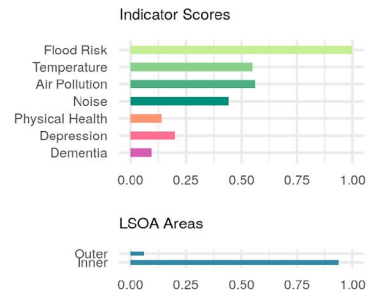 Indicator Scores
Flood Risk
Temperature
Air Pollution
Noise
Physical Health
Depression
Dementia
0.00 0.25 0.50 0.75 1.00
LSOA Areas
Outer
Inner
0.00 0.25 0.50 0.75 1.00